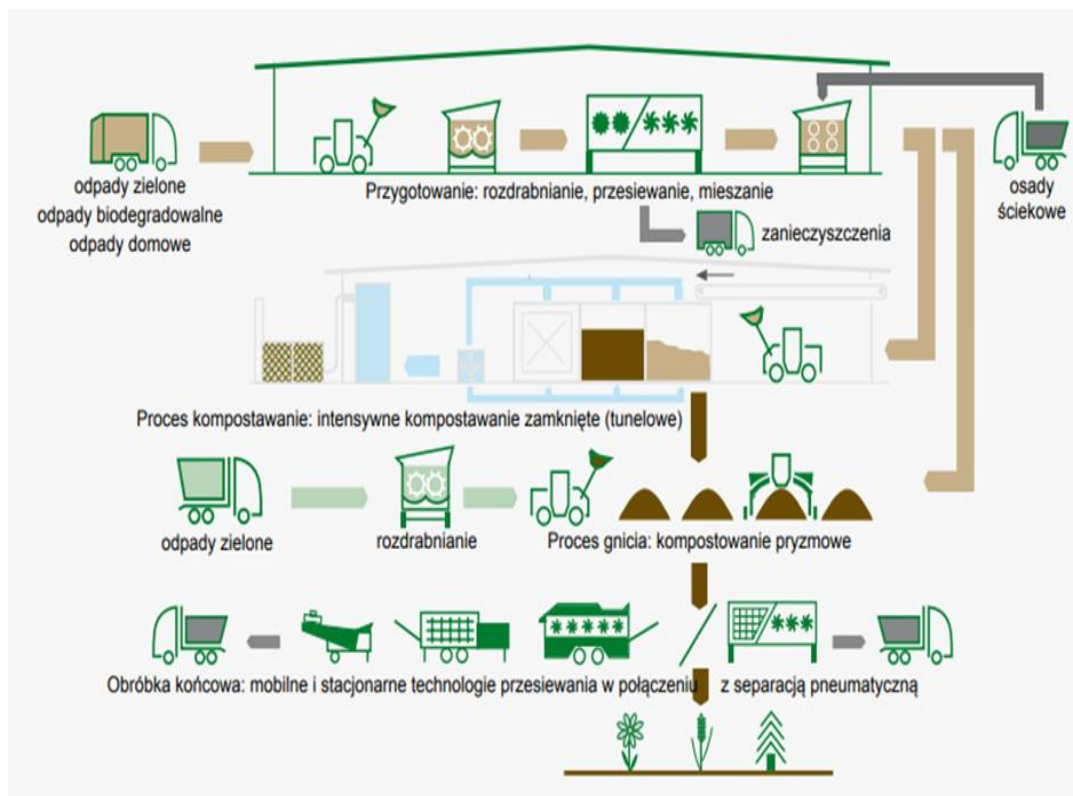 odpady zielone
odpady biodegradowalne
odpady domowe
Przygotowanie: rozdrabnianie, przesiewanie, mieszanie
osady
ściekowe
zanieczyszczenia
Proces kompostawanie: intensywne kompostawanie zamknięte (tunelowe)
odpady zielone
rozdrabnianie
Proces gnicia: kompostowanie pryzmowe
Obróbka końcowa: mobilne i stacjonarne technologie przesiewania w połączeniu z separacją pneumatyczną